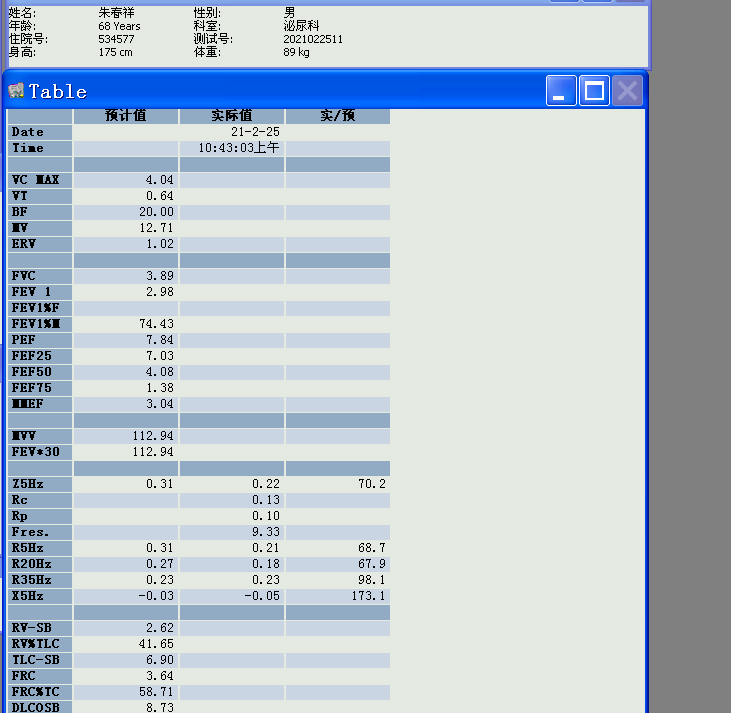 姓名: 朱春祥 性别: 男
年龄: 68 Years 科室: 泌尿科
住院号: 534577 测试号: 2021022511
身高: 175 cm 体重: 89 kg
Table
预计值 实际值 实/预
Date 21-2-25
Time 10:43:03上午
VC MAX 4.04
VT 0.64
BF 20.00
MV 12.71
ERV 1.02
FVC 3.89
FEV 1 2.98
FEV1%F
FEV1%M 74.43
PEF 7.84
FEF25 7.03
FEF50 4.08
FEF75 1.38
MMEF 3.04
MVV 112.94
FEV*30 112.94
Z5Hz 0.31 0.22 70.2
Rc 0.13
Rp 0.10
Fres. 9.33
R5Hz 0.31 0.21 68.7
R20Hz 0.27 0.18 67.9
R35Hz 0.23 0.23 98.1
X5Hz -0.03 -0.05 173.1
RV-SB 2.62
RV%TLC 41.65
TLC-SB 6.90
FRC 3.64
FRC%TC 58.71
DLCOSB 8.73